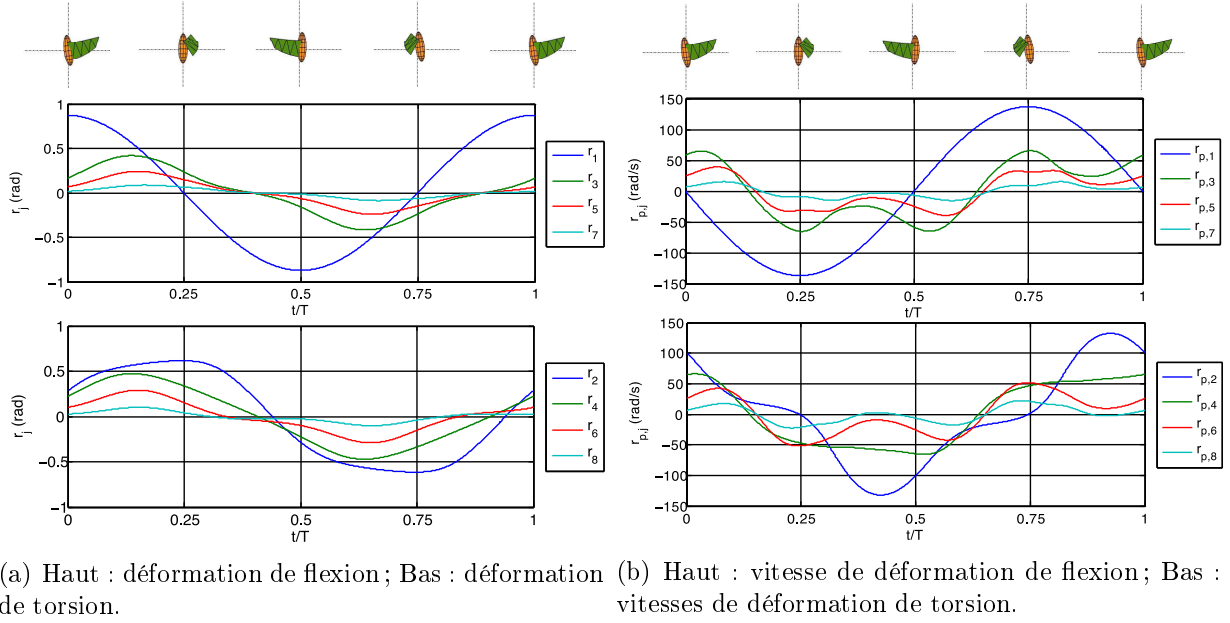 1
0.5
0
−0.5
−1
r_j (rad)
0
0.25
0.5
0.75
1
t/T
r_1
r_3
r_5
r_7
150
100
50
0
−50
−100
−150
r_p,j (rad/s)
0
0.25
0.5
0.75
1
t/T
r_p,1
r_p,3
r_p,5
r_p,7
1
0.5
0
−0.5
−1
r_j (rad)
0
0.25
0.5
0.75
1
t/T
r_2
r_4
r_6
r_8
150
100
50
0
−50
−100
−150
r_p,j (rad/s)
0
0.25
0.5
0.75
1
t/T
r_p,2
r_p,4
r_p,6
r_p,8
(a) Haut : déformation de flexion ; Bas : déformation
de torsion.
(b) Haut : vitesse de déformation de flexion ; Bas :
vitesses de déformation de torsion.